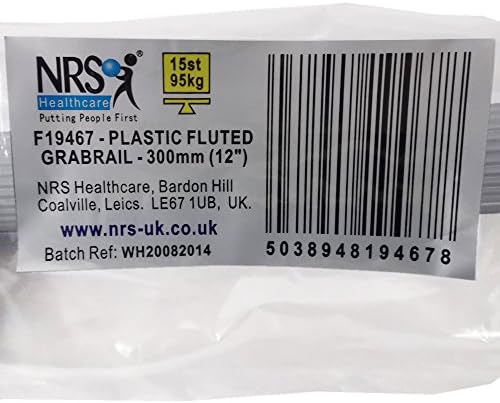 NRS®
Healthcare
Putting People First
15st
95kg
F19467 - PLASTIC FLUTED
GRABRAIL - 300mm (12")
NRS Healthcare, Bardon Hill
Coalville, Leics. LE67 1UB, UK.
www.nrs-uk.co.uk
Batch Ref: WH20082014
5038948194678